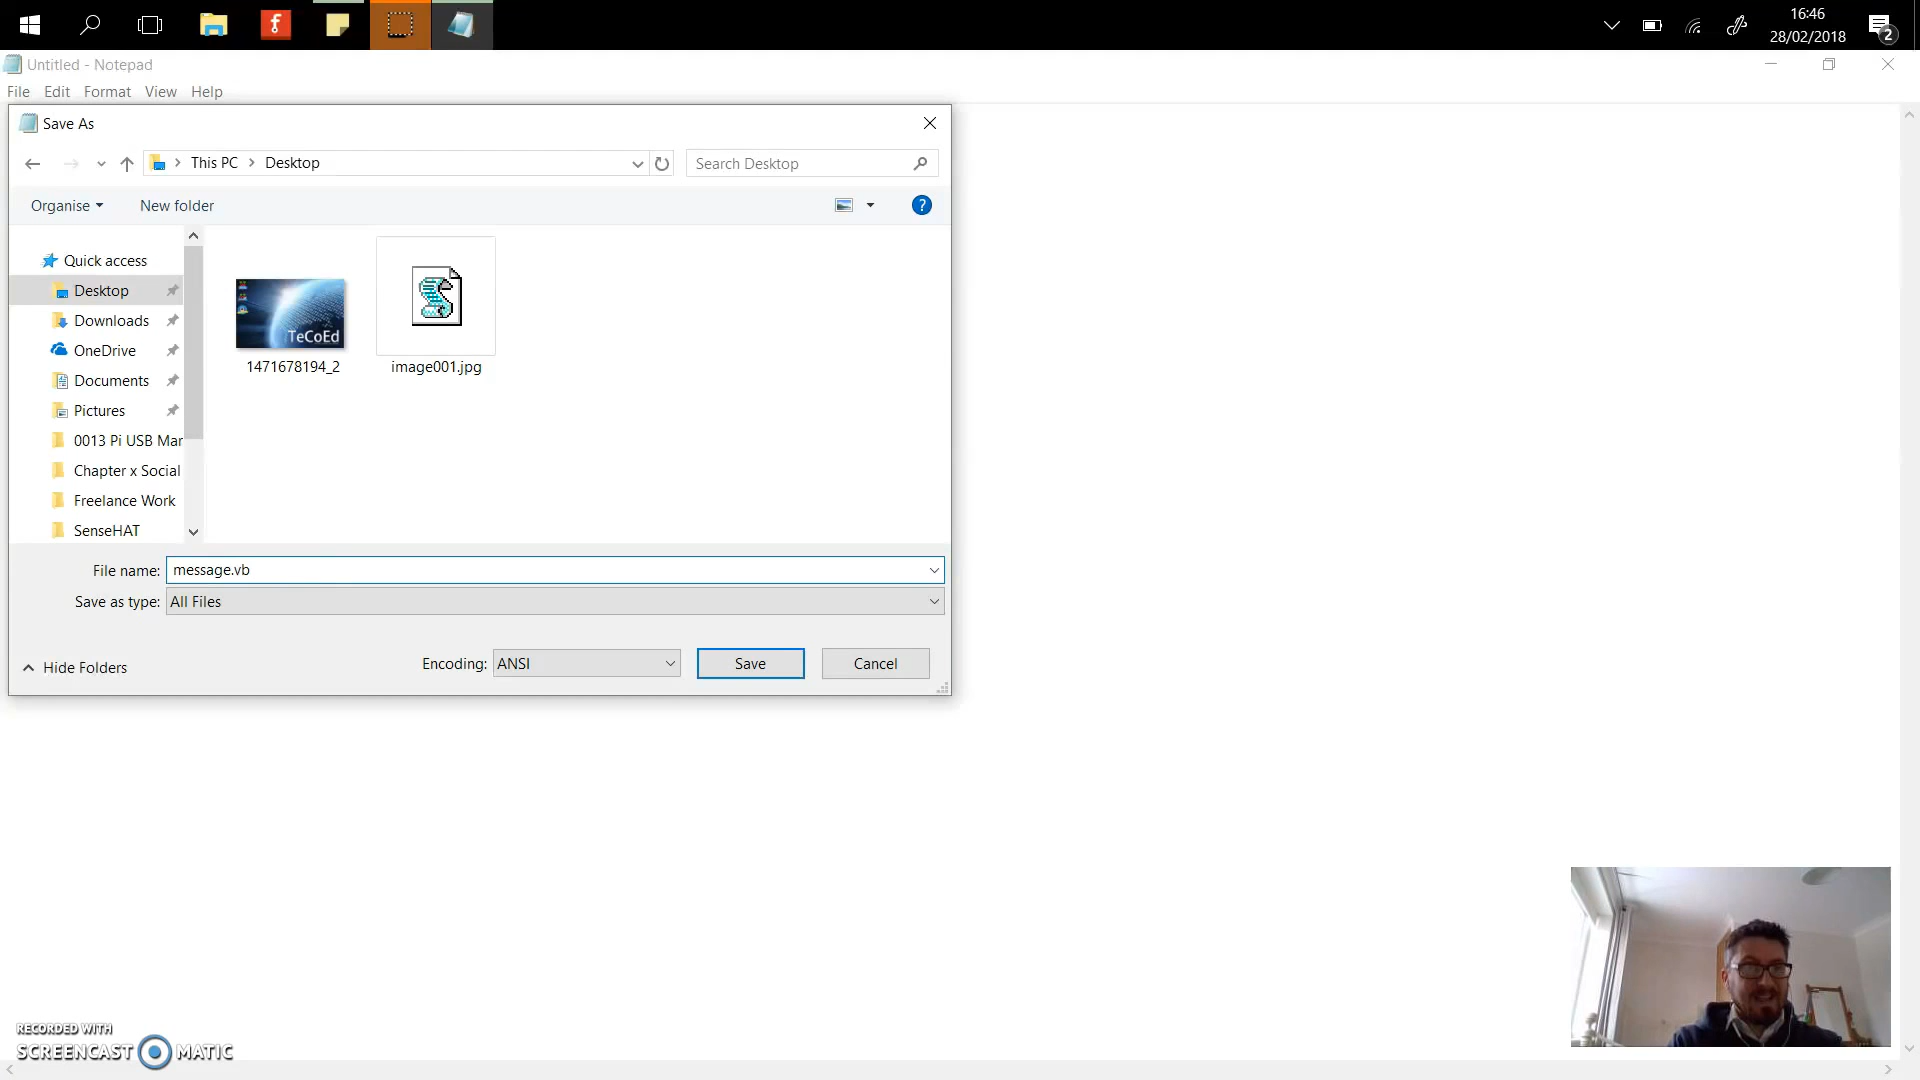 16:46
28/02/2018
2
Untitled - Notepad
File Edit Format View Help
Save As
This PC > Desktop
Search Desktop
Organise
New folder
?
Quick access
Desktop
Downloads
OneDrive
Documents
Pictures
0013 Pi USB Mar
Chapter x Social
Freelance Work
SenseHAT
TeCoEd
1471678194_2
image001.jpg
File name: message.vb
Save as type: All Files
Hide Folders
Encoding: ANSI
Save
Cancel
RECORDED WITH
SCREENCAST MATIC